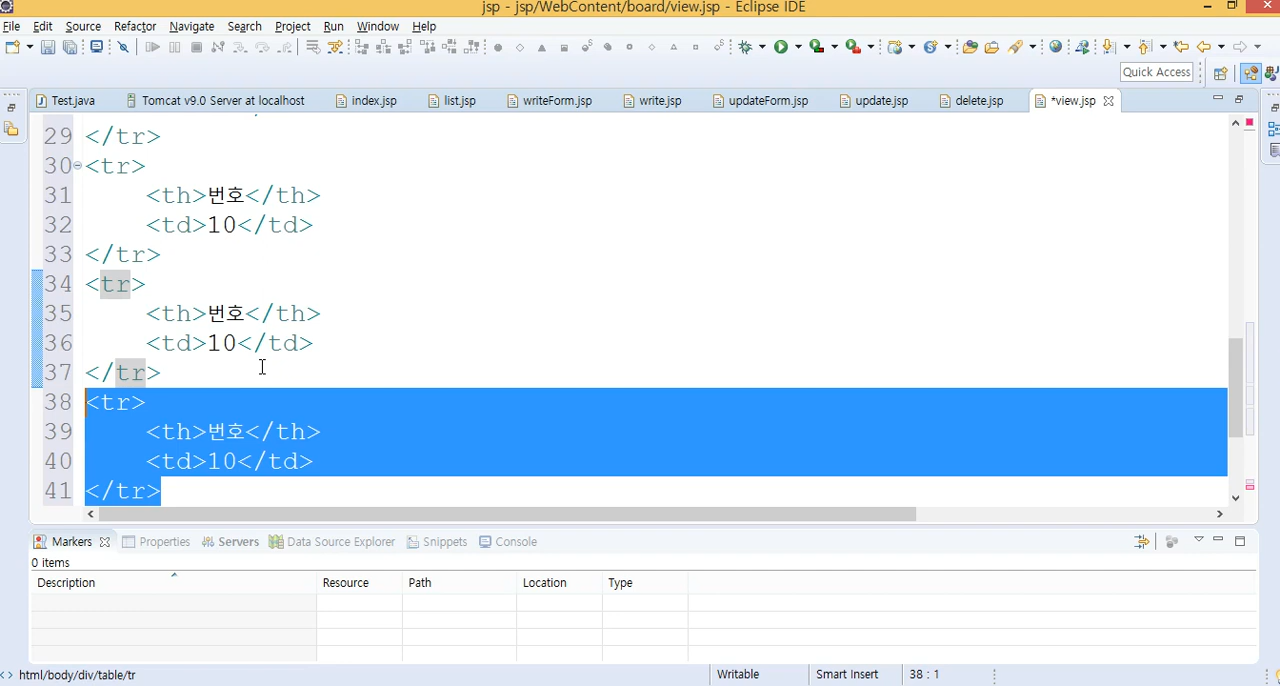 jsp - jsp/WebContent/board/view.jsp - Eclipse IDE
File Edit Source Refactor Navigate Search Project Run Window Help
Quick Access
Test.java Tomcat v9.0 Server at localhost index.jsp list.jsp writeForm.jsp write.jsp updateForm.jsp update.jsp delete.jsp *view.jsp
29 </tr>
30 <tr>
31 <th>번호</th>
32 <td>10</td>
33 </tr>
34 <tr>
35 <th>번호</th>
36 <td>10</td>
37 </tr>
38 <tr>
39 <th>번호</th>
40 <td>10</td>
41 </tr>
Markers Properties Servers Data Source Explorer Snippets Console
0 items
Description Resource Path Location Type
html/body/div/table/tr Writable Smart Insert 38 : 1